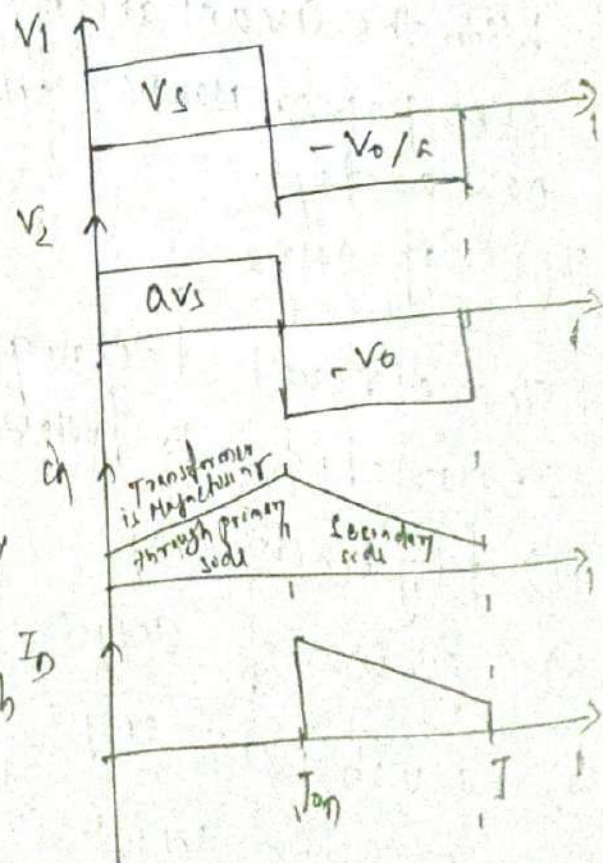 V1
Vs
- Vo/a
V2
aVs
- Vo
Transformer
is Magnetising
through primary
side
Secondary
side
ID
Ton
T